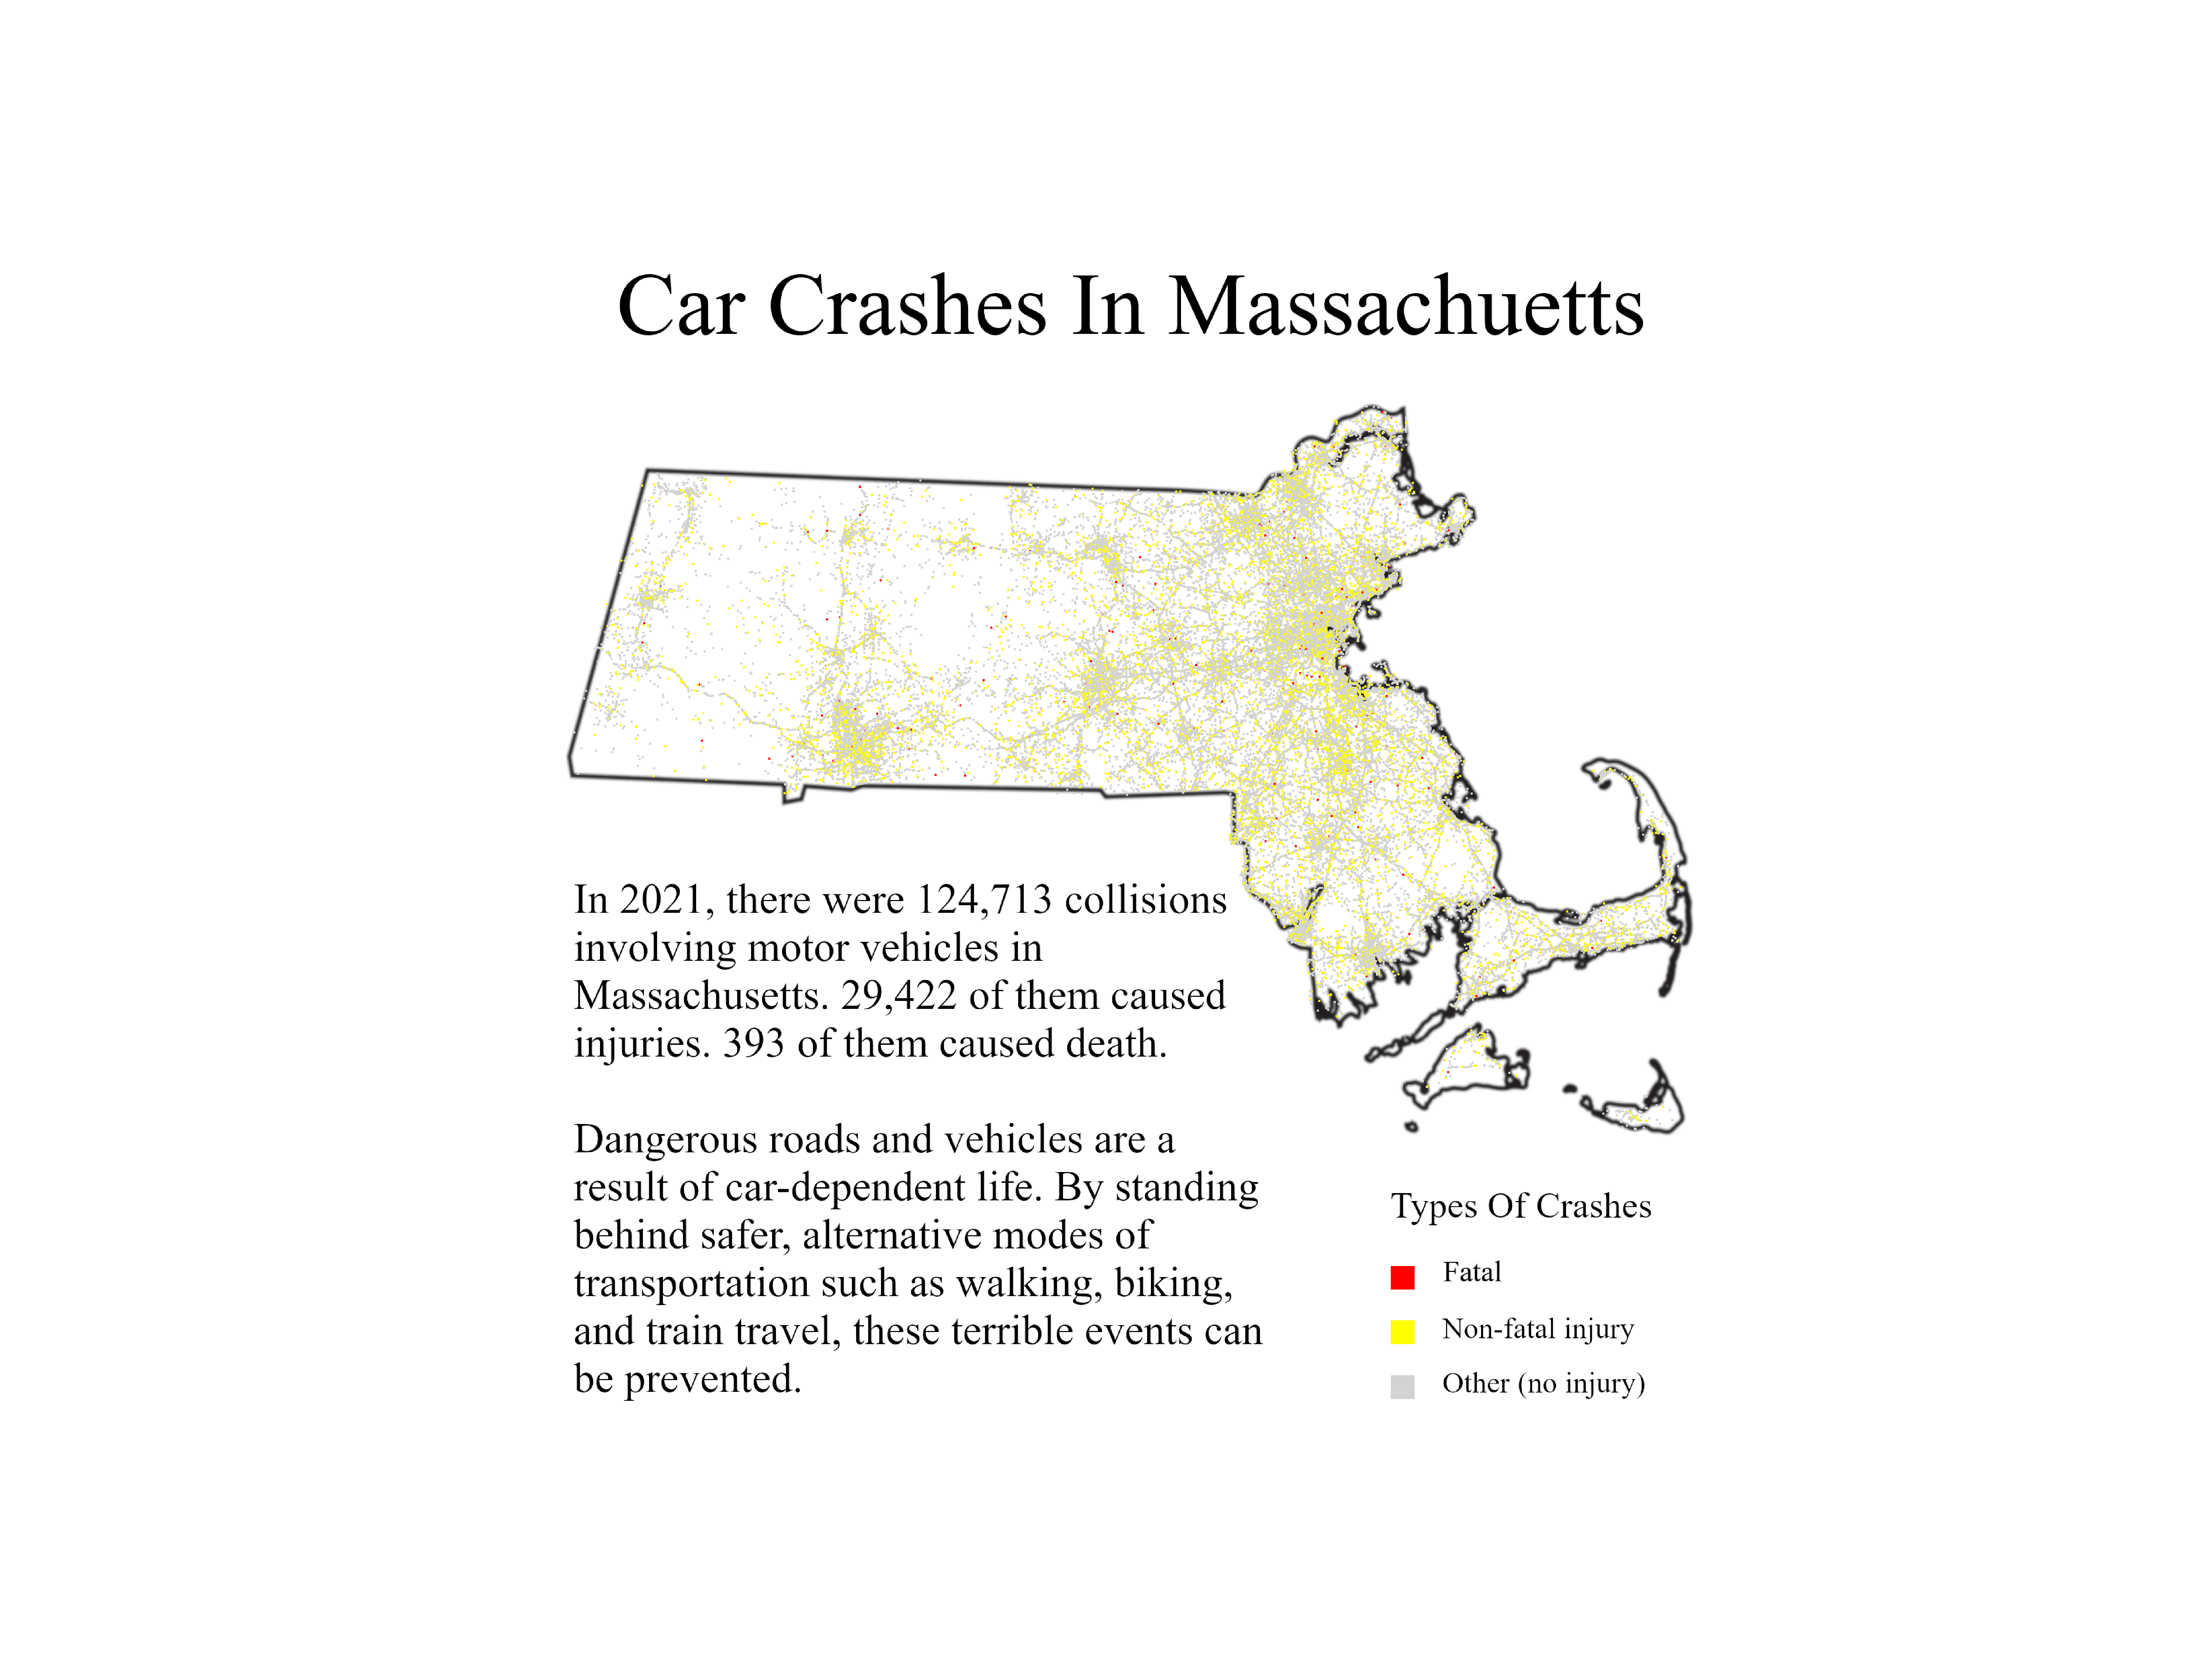 Car Crashes In Massachuetts
In 2021, there were 124,713 collisions
involving motor vehicles in
Massachusetts. 29,422 of them caused
injuries. 393 of them caused death.
Dangerous roads and vehicles are a
result of car-dependent life. By standing
behind safer, alternative modes of
transportation such as walking, biking,
and train travel, these terrible events can
be prevented.
Types Of Crashes
Fatal
Non-fatal injury
Other (no injury)